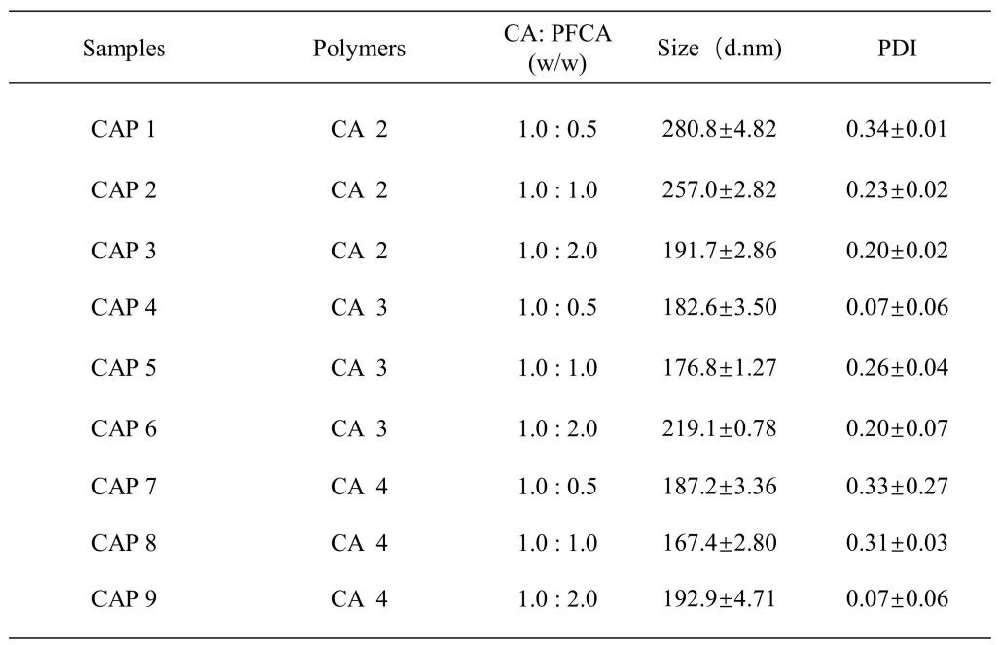 Samples Polymers CA: PFCA (w/w) Size（d.nm) PDI
CAP 1 CA 2 1.0 : 0.5 280.8±4.82 0.34±0.01
CAP 2 CA 2 1.0 : 1.0 257.0±2.82 0.23±0.02
CAP 3 CA 2 1.0 : 2.0 191.7±2.86 0.20±0.02
CAP 4 CA 3 1.0 : 0.5 182.6±3.50 0.07±0.06
CAP 5 CA 3 1.0 : 1.0 176.8±1.27 0.26±0.04
CAP 6 CA 3 1.0 : 2.0 219.1±0.78 0.20±0.07
CAP 7 CA 4 1.0 : 0.5 187.2±3.36 0.33±0.27
CAP 8 CA 4 1.0 : 1.0 167.4±2.80 0.31±0.03
CAP 9 CA 4 1.0 : 2.0 192.9±4.71 0.07±0.06